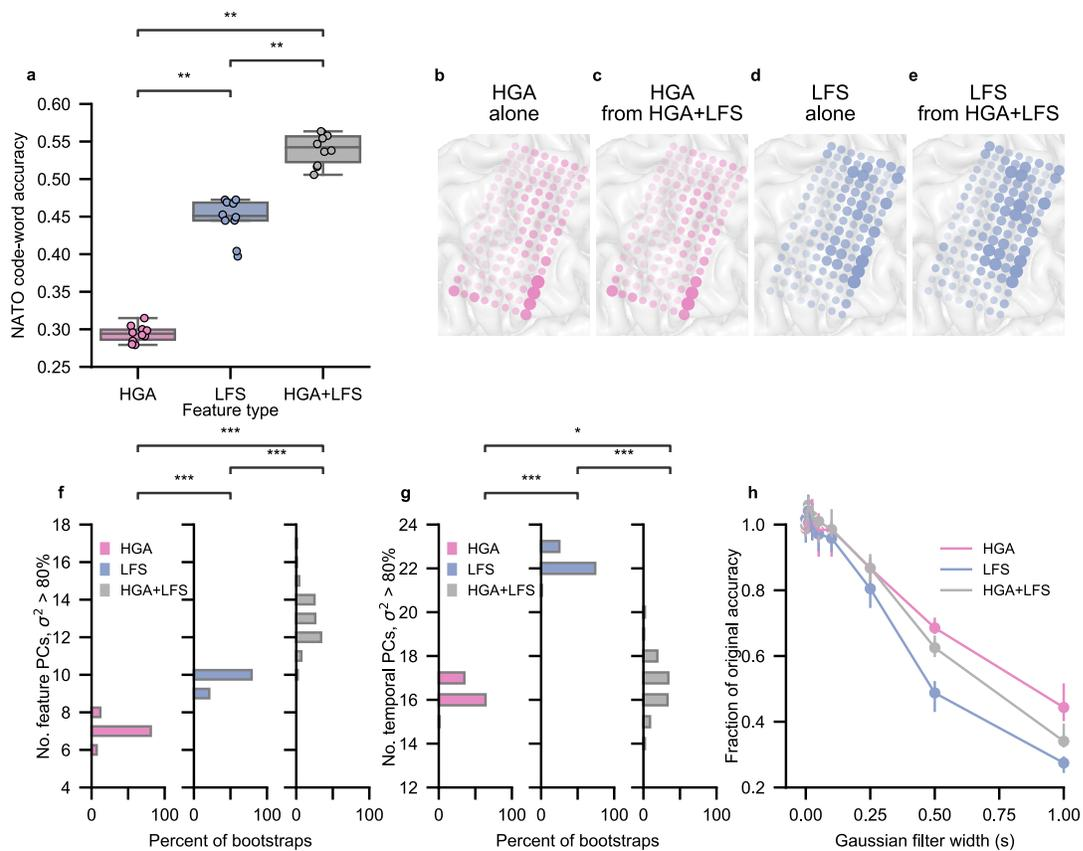 **
**
a
**
NATO code-word accuracy
0.60
0.55
0.50
0.45
0.40
0.35
0.30
0.25
HGA
LFS
HGA+LFS
Feature type
b
HGA
alone
c
HGA
from HGA+LFS
d
LFS
alone
e
LFS
from HGA+LFS
***
***
***
f
No. feature PCs, σ² > 80%
18
16
14
12
10
8
6
4
HGA
LFS
HGA+LFS
0
100
0
100
0
100
Percent of bootstraps
*
***
***
g
No. temporal PCs, σ² > 80%
24
22
20
18
16
14
12
HGA
LFS
HGA+LFS
0
100
0
100
0
100
Percent of bootstraps
h
Fraction of original accuracy
1.0
0.8
0.6
0.4
0.2
HGA
LFS
HGA+LFS
0.00
0.25
0.50
0.75
1.00
Gaussian filter width (s)